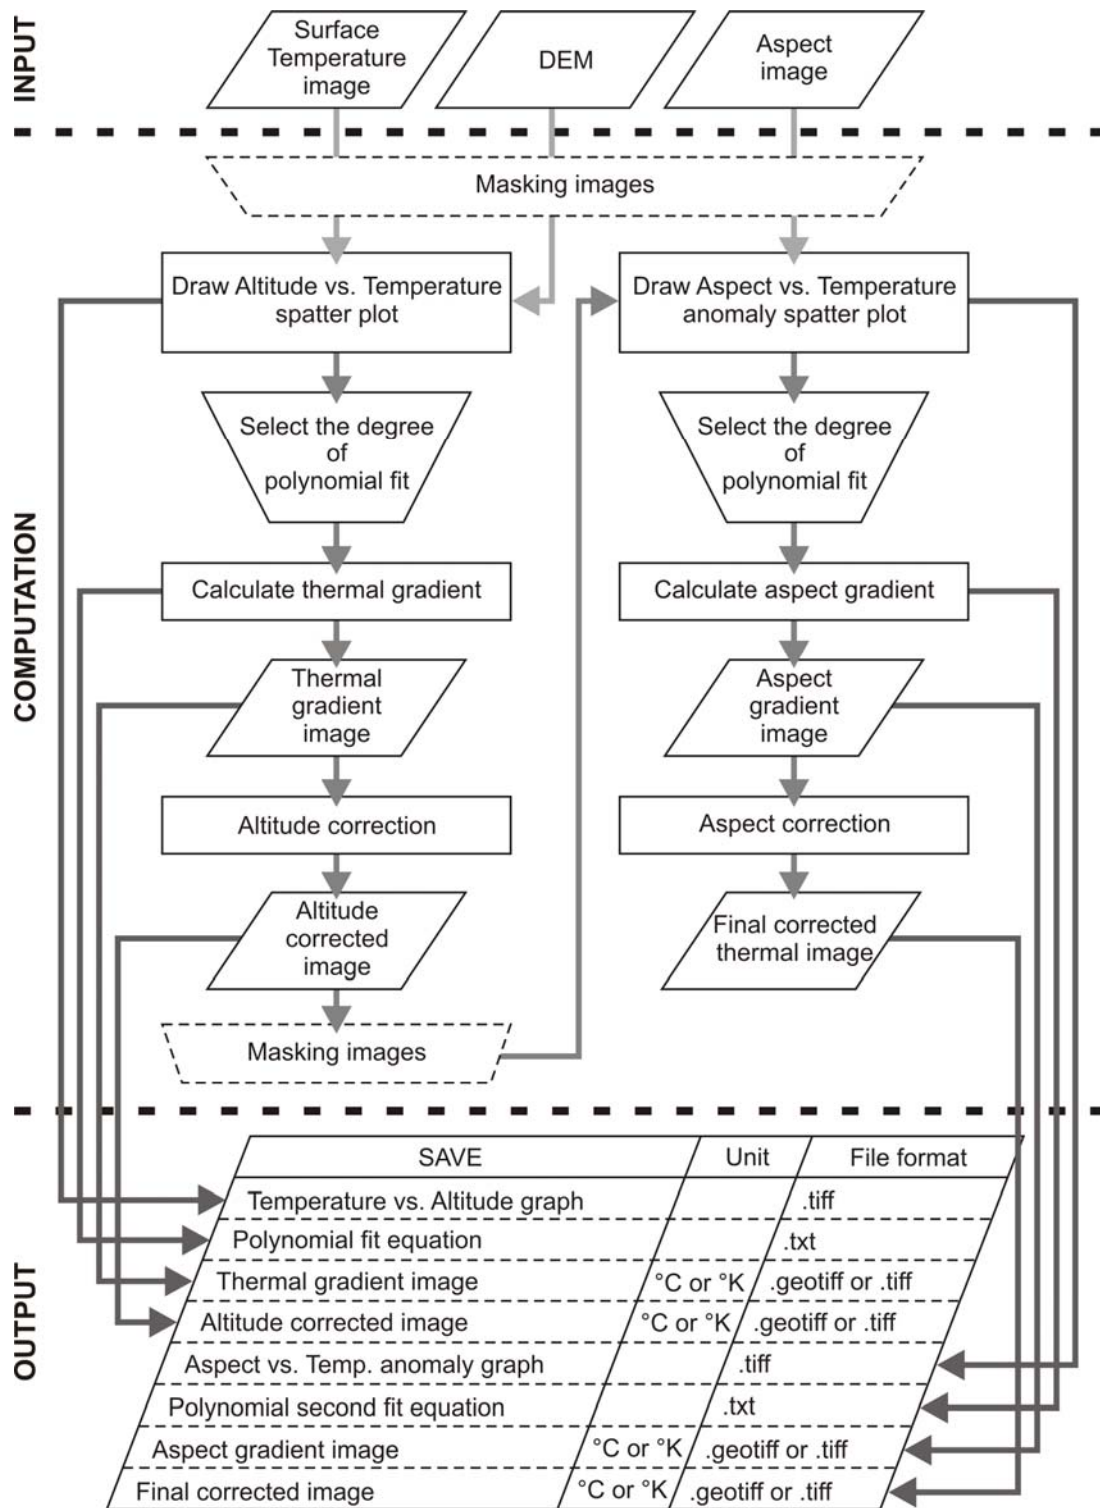 INPUT
Surface
Temperature
image
DEM
Aspect
image
Masking images
COMPUTATION
Draw Altitude vs. Temperature
spatter plot
Draw Aspect vs. Temperature
anomaly spatter plot
Select the degree
of
polynomial fit
Select the degree
of
polynomial fit
Calculate thermal gradient
Calculate aspect gradient
Thermal
gradient
image
Aspect
gradient
image
Altitude correction
Aspect correction
Altitude
corrected
image
Final corrected
thermal image
Masking images
OUTPUT
SAVE Unit File format
Temperature vs. Altitude graph .tiff
Polynomial fit equation .txt
Thermal gradient image °C or °K .geotiff or .tiff
Altitude corrected image °C or °K .geotiff or .tiff
Aspect vs. Temp. anomaly graph .tiff
Polynomial second fit equation .txt
Aspect gradient image °C or °K .geotiff or .tiff
Final corrected image °C or °K .geotiff or .tiff